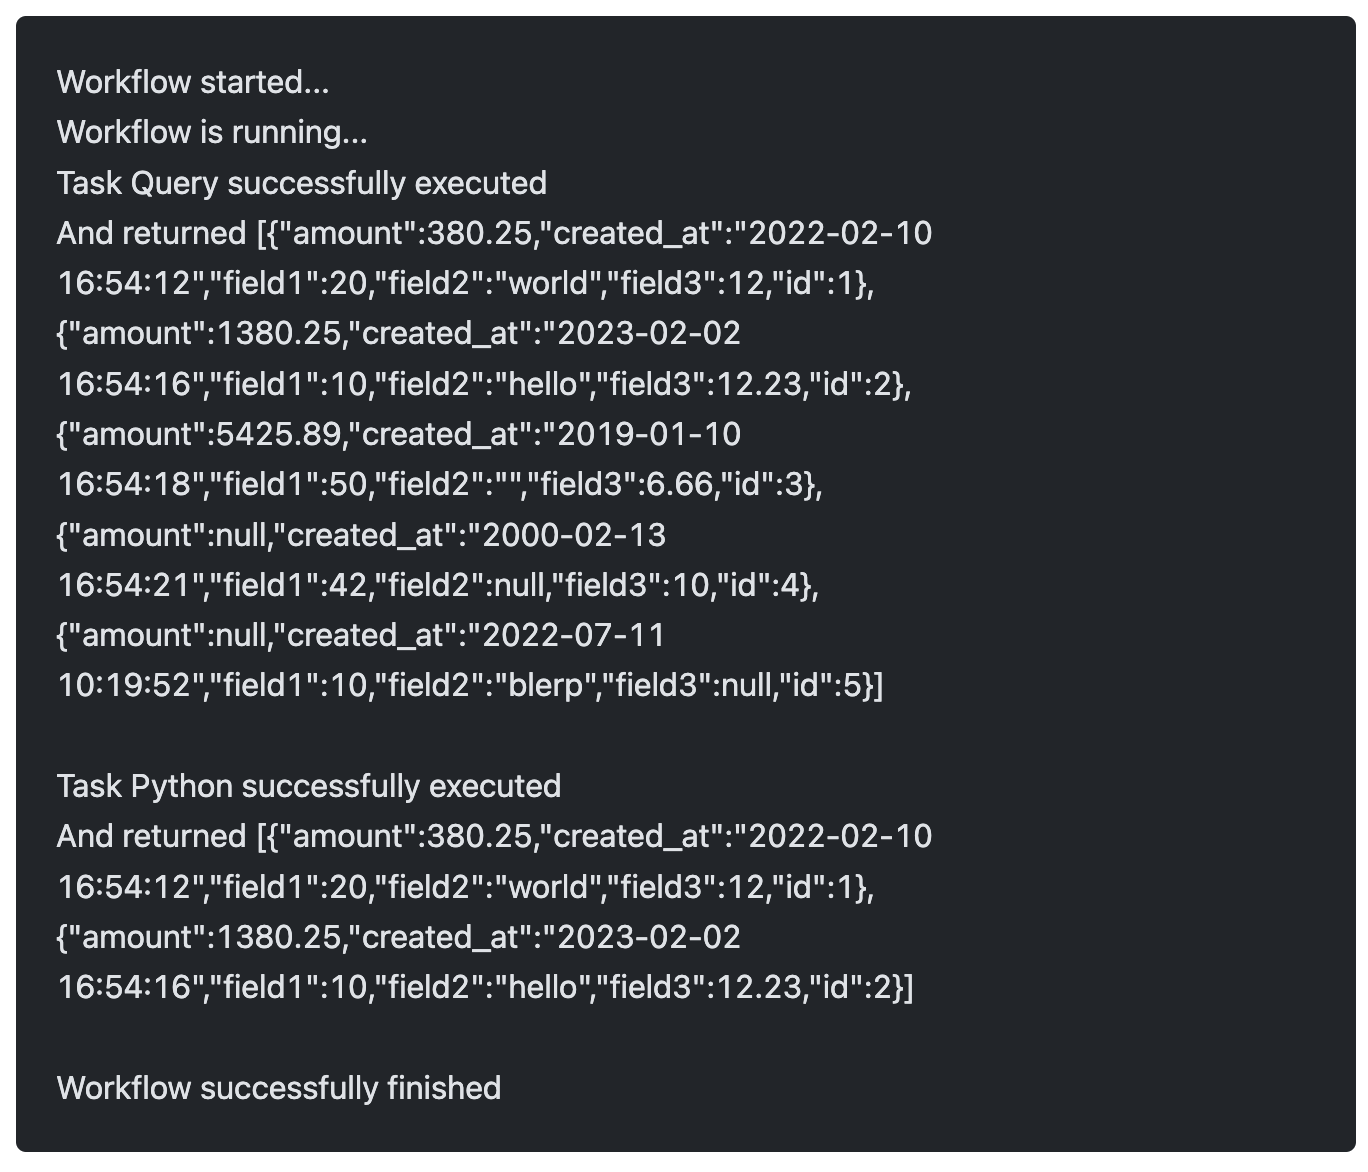 Workflow started...
Workflow is running...
Task Query successfully executed
And returned [{"amount":380.25,"created_at":"2022-02-10
16:54:12","field1":20,"field2":"world","field3":12,"id":1},
{"amount":1380.25,"created_at":"2023-02-02
16:54:16","field1":10,"field2":"hello","field3":12.23,"id":2},
{"amount":5425.89,"created_at":"2019-01-10
16:54:18","field1":50,"field2":"","field3":6.66,"id":3},
{"amount":null,"created_at":"2000-02-13
16:54:21","field1":42,"field2":null,"field3":10,"id":4},
{"amount":null,"created_at":"2022-07-11
10:19:52","field1":10,"field2":"blerp","field3":null,"id":5}]
Task Python successfully executed
And returned [{"amount":380.25,"created_at":"2022-02-10
16:54:12","field1":20,"field2":"world","field3":12,"id":1},
{"amount":1380.25,"created_at":"2023-02-02
16:54:16","field1":10,"field2":"hello","field3":12.23,"id":2}]
Workflow successfully finished